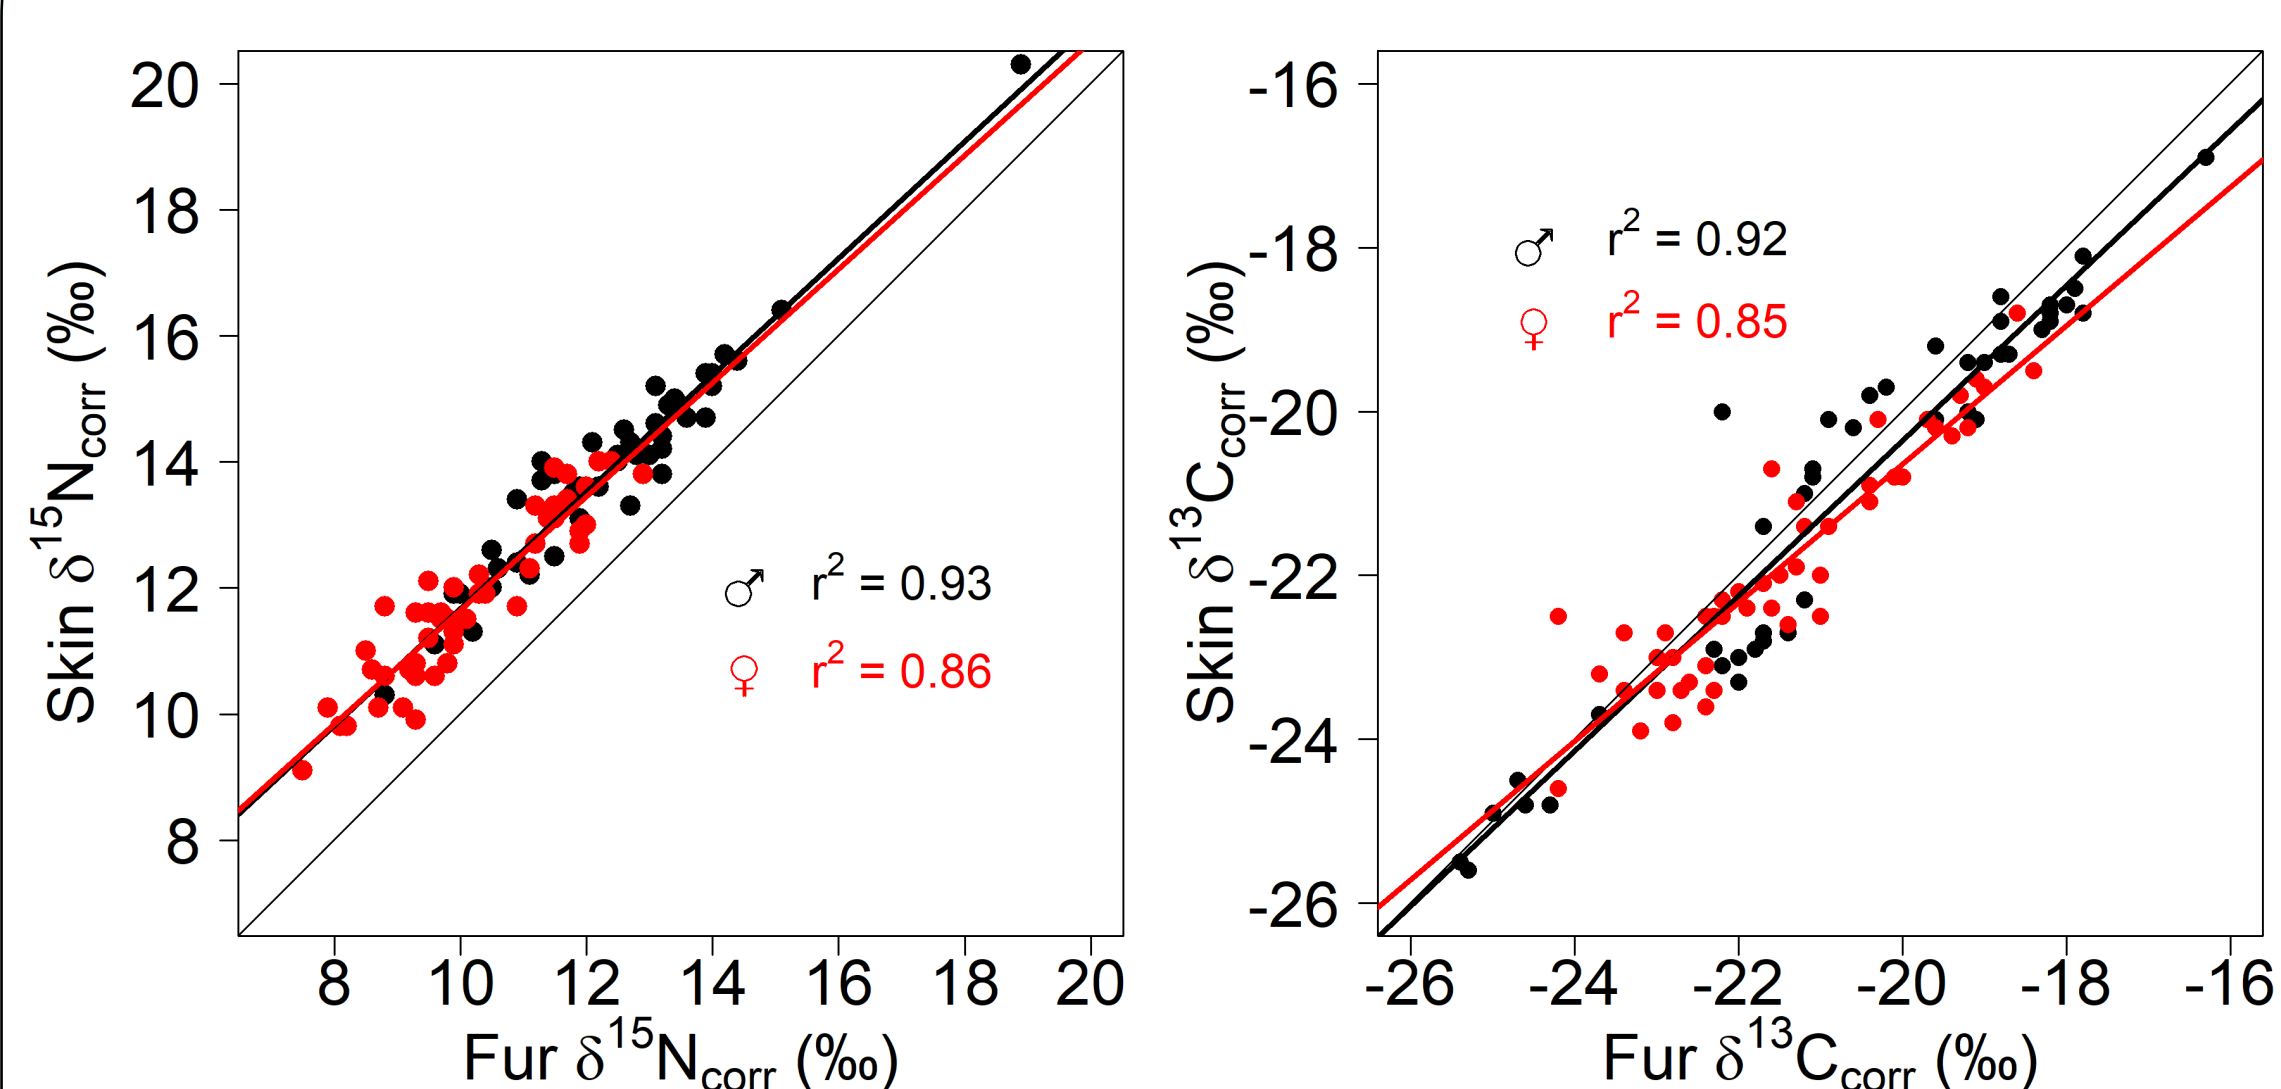 20
18
16
14
12
10
8
Skin δ15Ncorr (‰)
♂ r2 = 0.93
♀ r2 = 0.86
8 10 12 14 16 18 20
Fur δ15Ncorr (‰)
-16
-18
-20
-22
-24
-26
Skin δ13Ccorr (‰)
♂ r2 = 0.92
♀ r2 = 0.85
-26 -24 -22 -20 -18 -16
Fur δ13Ccorr (‰)